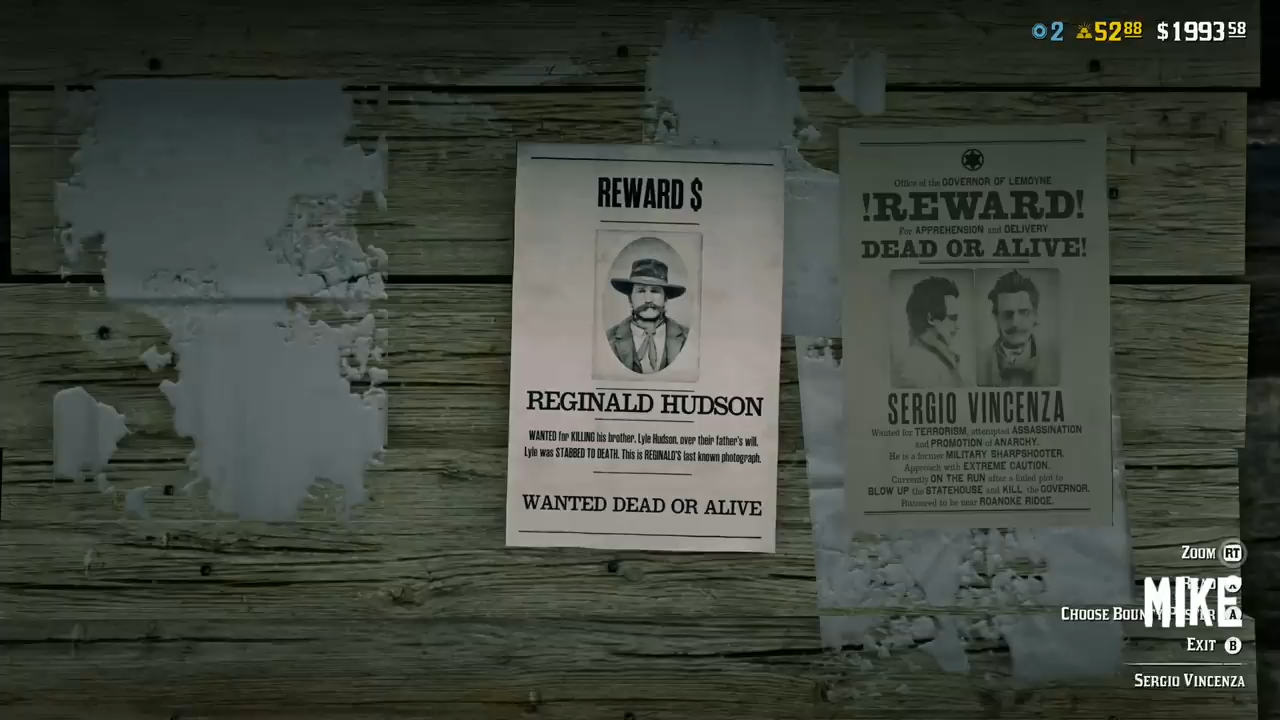 2 52 88 $1993 58
REWARD $
REGINALD HUDSON
WANTED for KILLING his brother, Lyle Hudson, over their father's will.
Lyle was STABBED TO DEATH. This is REGINALD'S last known photograph.
WANTED DEAD OR ALIVE
Office of the GOVERNOR OF LEMOYNE
!REWARD!
For APPREHENSION and DELIVERY
DEAD OR ALIVE!
SERGIO VINCENZA
Wanted for TERRORISM, attempted ASSASSINATION
and PROMOTION of ANARCHY.
He is a former MILITARY SHARPSHOOTER.
Approach with EXTREME CAUTION.
Currently ON THE RUN after a failed plot to
BLOW UP the STATEHOUSE and KILL the GOVERNOR.
Rumoured to be near ROANOKE RIDGE.
ZOOM RT
MIKE
CHOOSE A
EXIT B
SERGIO VINCENZA